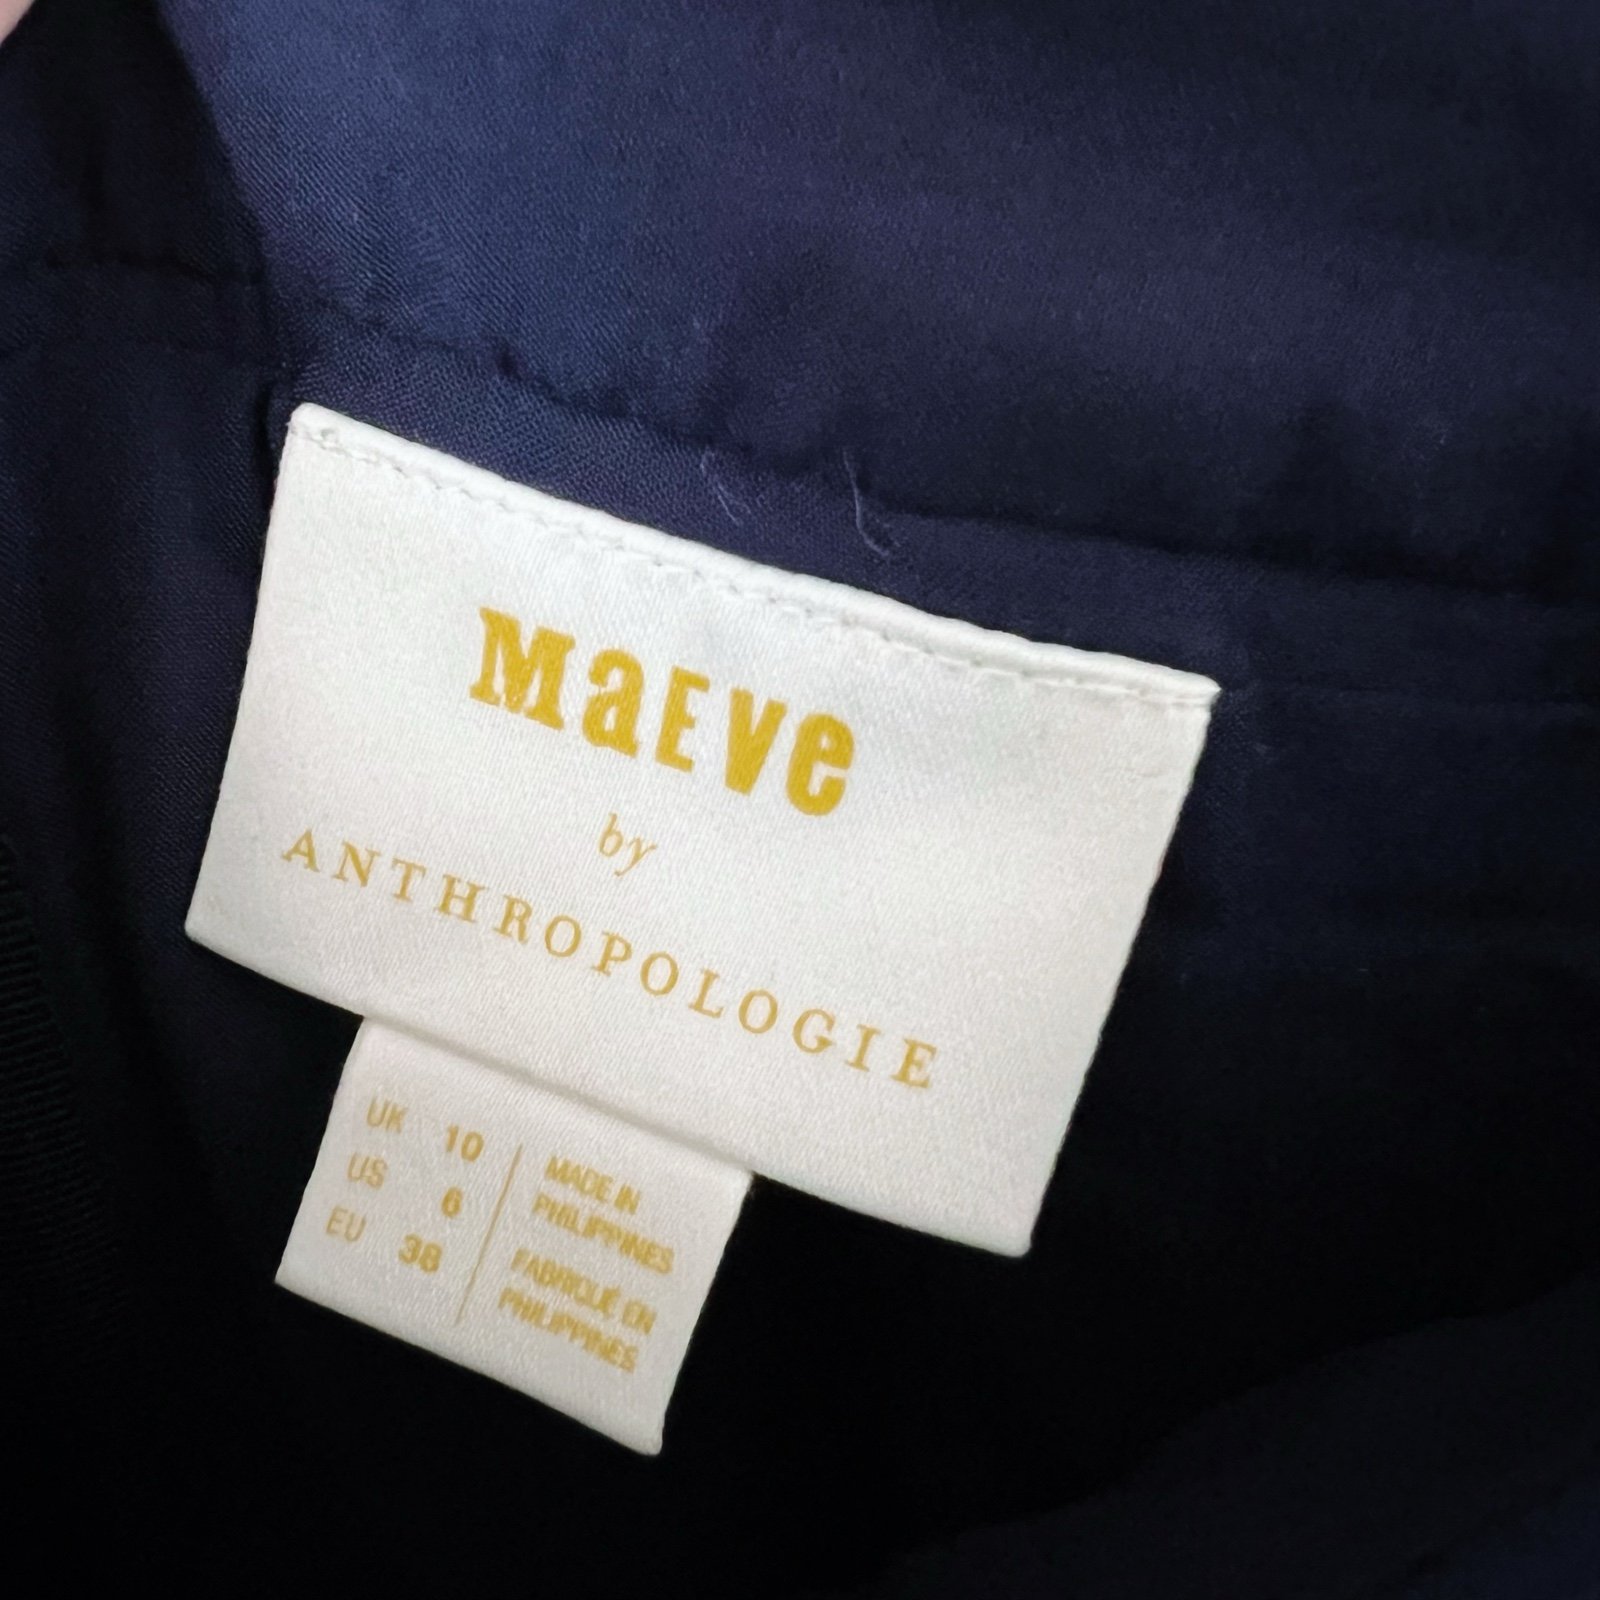 MaEve
by
ANTHROPOLOGIE
UK 10
US 6
EU 38
MADE IN
PHILIPPINES
FABRIQUÉ EN
PHILIPPINES